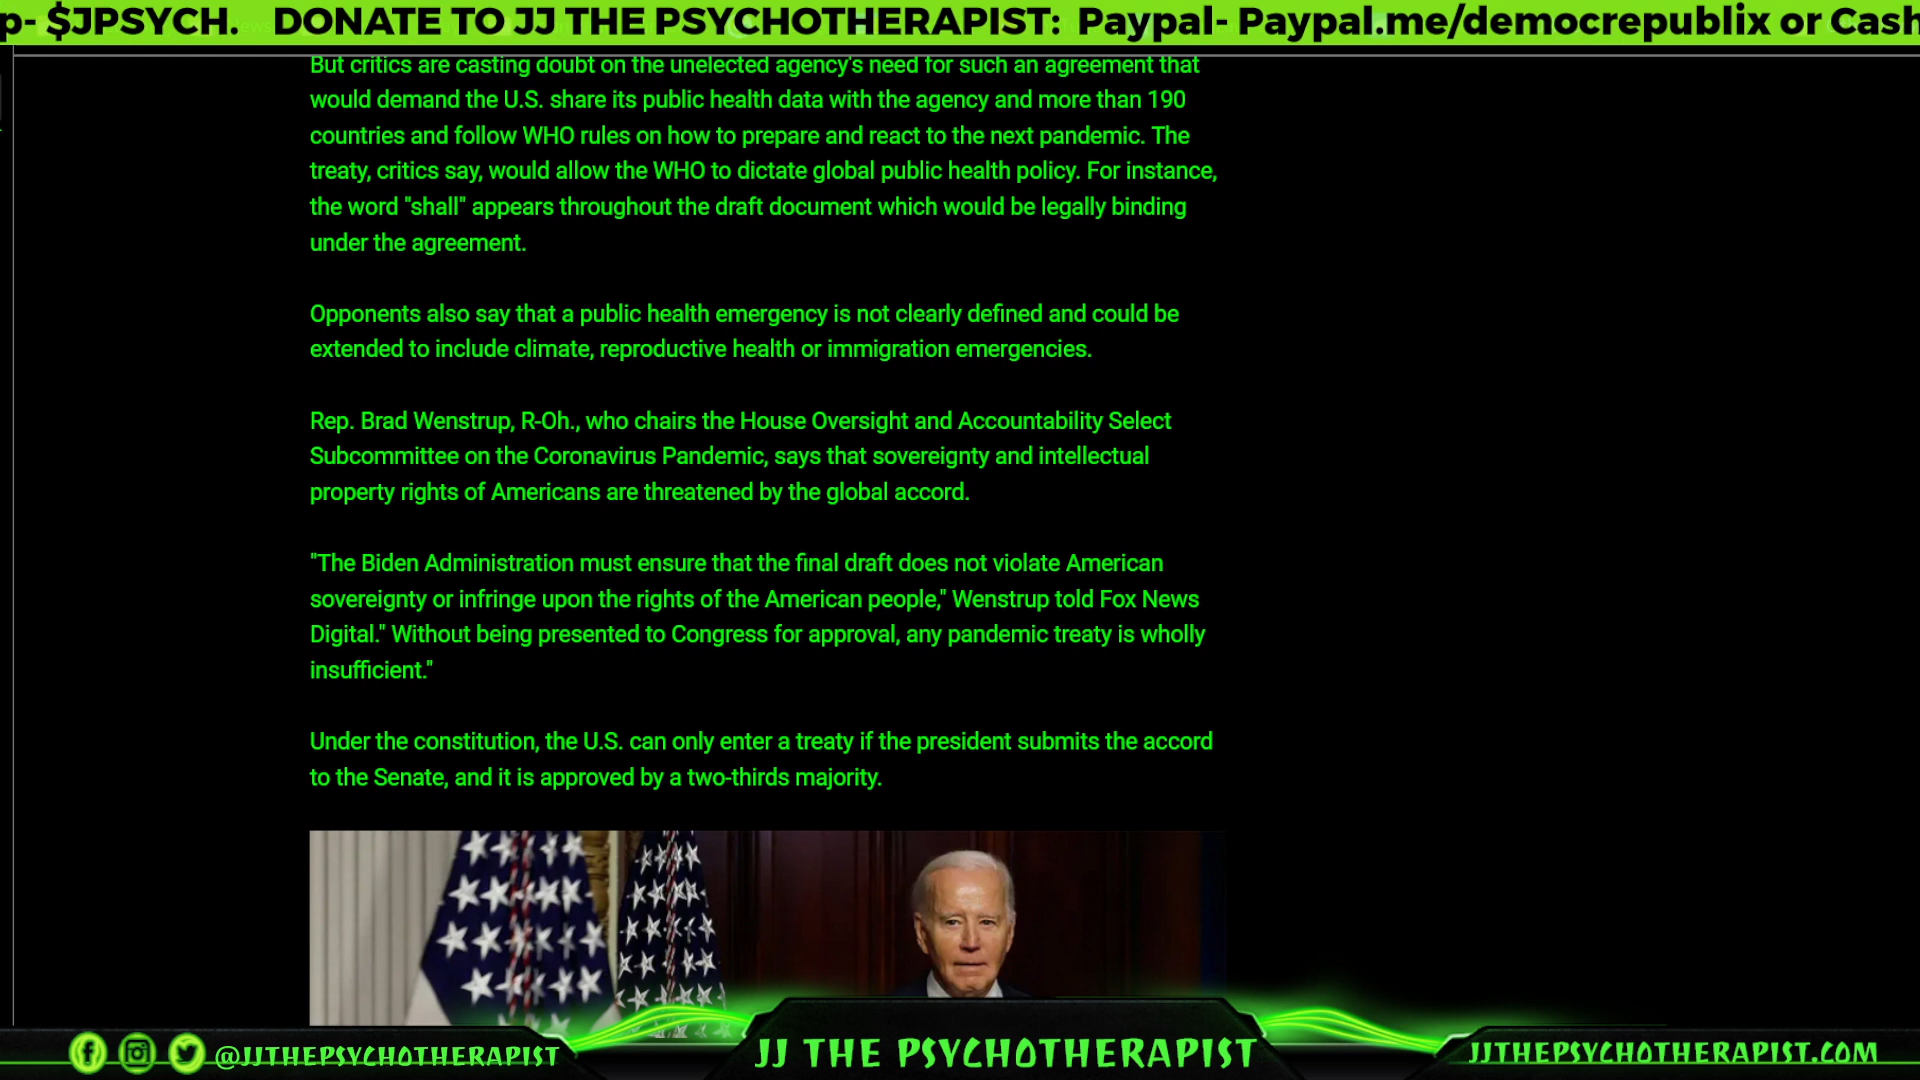 p- $JPSYCH. DONATE TO JJ THE PSYCHOTHERAPIST: Paypal- Paypal.me/democrepublix or Cash
But critics are casting doubt on the unelected agency's need for such an agreement that
would demand the U.S. share its public health data with the agency and more than 190
countries and follow WHO rules on how to prepare and react to the next pandemic. The
treaty, critics say, would allow the WHO to dictate global public health policy. For instance,
the word "shall" appears throughout the draft document which would be legally binding
under the agreement.
Opponents also say that a public health emergency is not clearly defined and could be
extended to include climate, reproductive health or immigration emergencies.
Rep. Brad Wenstrup, R-Oh., who chairs the House Oversight and Accountability Select
Subcommittee on the Coronavirus Pandemic, says that sovereignty and intellectual
property rights of Americans are threatened by the global accord.
"The Biden Administration must ensure that the final draft does not violate American
sovereignty or infringe upon the rights of the American people," Wenstrup told Fox News
Digital." Without being presented to Congress for approval, any pandemic treaty is wholly
insufficient."
Under the constitution, the U.S. can only enter a treaty if the president submits the accord
to the Senate, and it is approved by a two-thirds majority.
@JJTHEPSYCHOTHERAPIST
JJ THE PSYCHOTHERAPIST
JJTHEPSYCHOTHERAPIST.COM